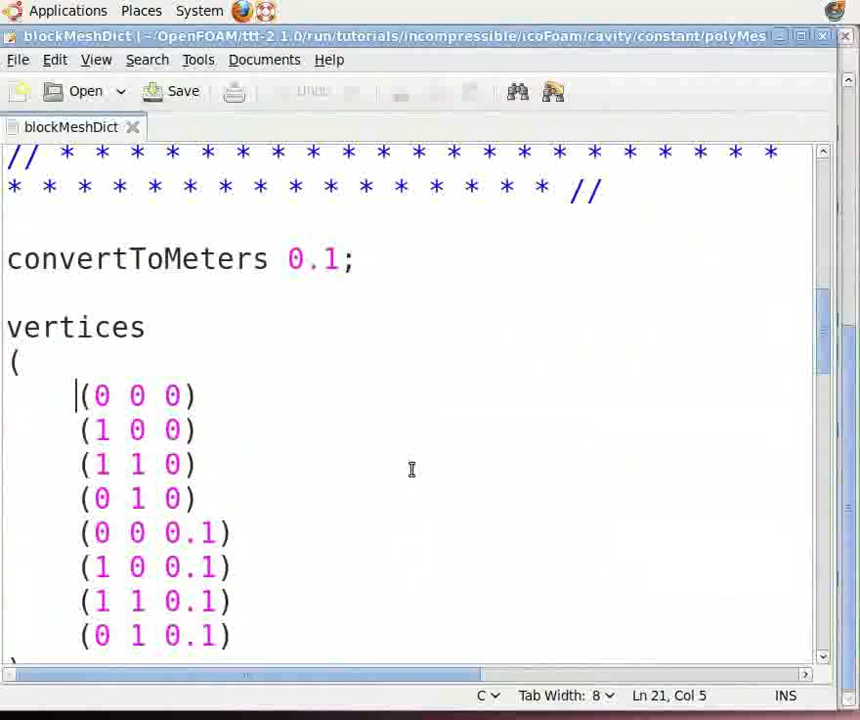 Applications Places System
blockMeshDict (~/OpenFOAM/ttt-2 1.0/run/tutorials/incompressible/icoFoam/cavity/constant/polyMes
File Edit View Search Tools Documents Help
Open Save Undo
blockMeshDict
// * * * * * * * * * * * * * * * * * * * * *
* * * * * * * * * * * * * * * * //
convertToMeters 0.1;
vertices
(
(0 0 0)
(1 0 0)
(1 1 0)
(0 1 0)
(0 0 0.1)
(1 0 0.1)
(1 1 0.1)
(0 1 0.1)
C Tab Width: 8 Ln 21, Col 5 INS